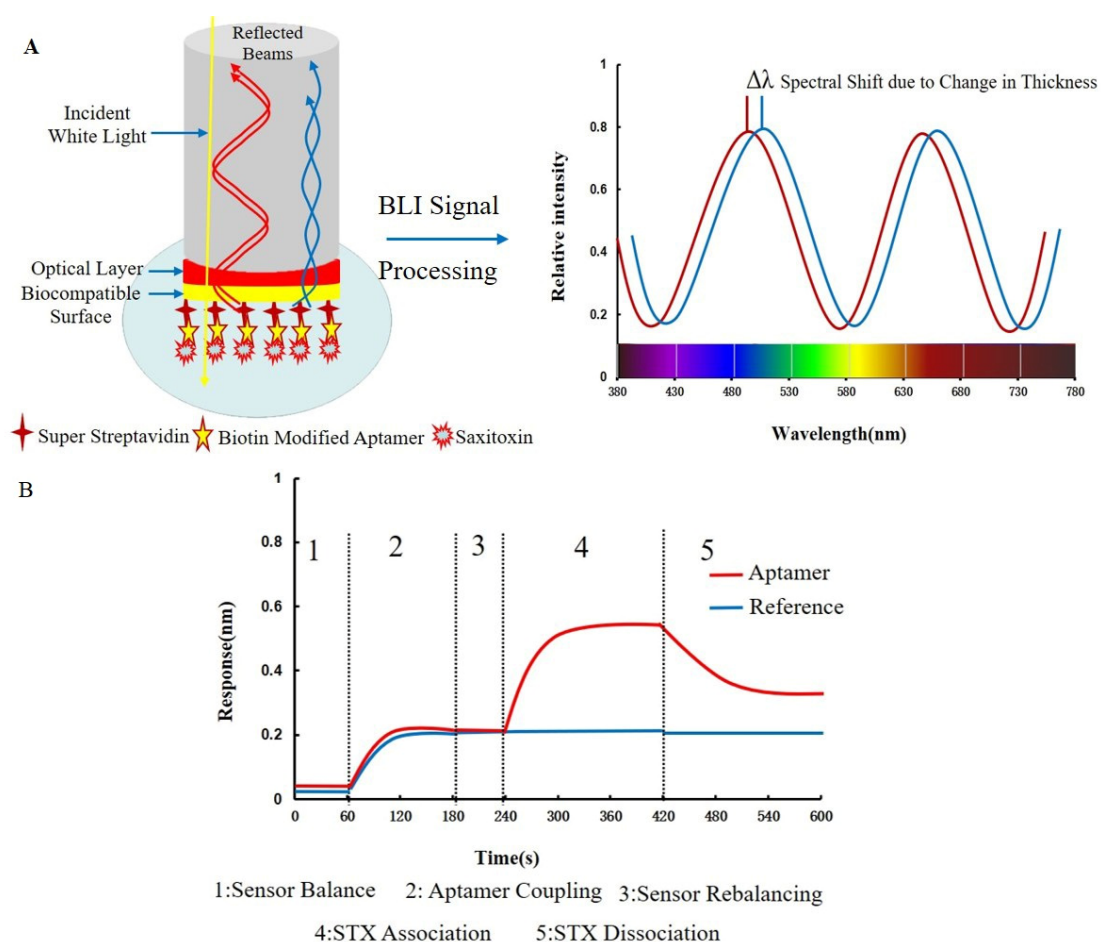 A
Reflected
Beams
Incident
White Light
Optical Layer
Biocompatible
Surface
Super Streptavidin
Biotin Modified Aptamer
Saxitoxin
BLI Signal
Processing
Δλ Spectral Shift due to Change in Thickness
Relative intensity
1
0.8
0.6
0.4
0.2
0
380 430 480 530 580 630 680 730 780
Wavelength(nm)
B
Response(nm)
1
0.8
0.6
0.4
0.2
0
1 2 3 4 5
Aptamer
Reference
0 60 120 180 240 300 360 420 480 540 600
Time(s)
1:Sensor Balance 2: Aptamer Coupling 3:Sensor Rebalancing
4:STX Association 5:STX Dissociation